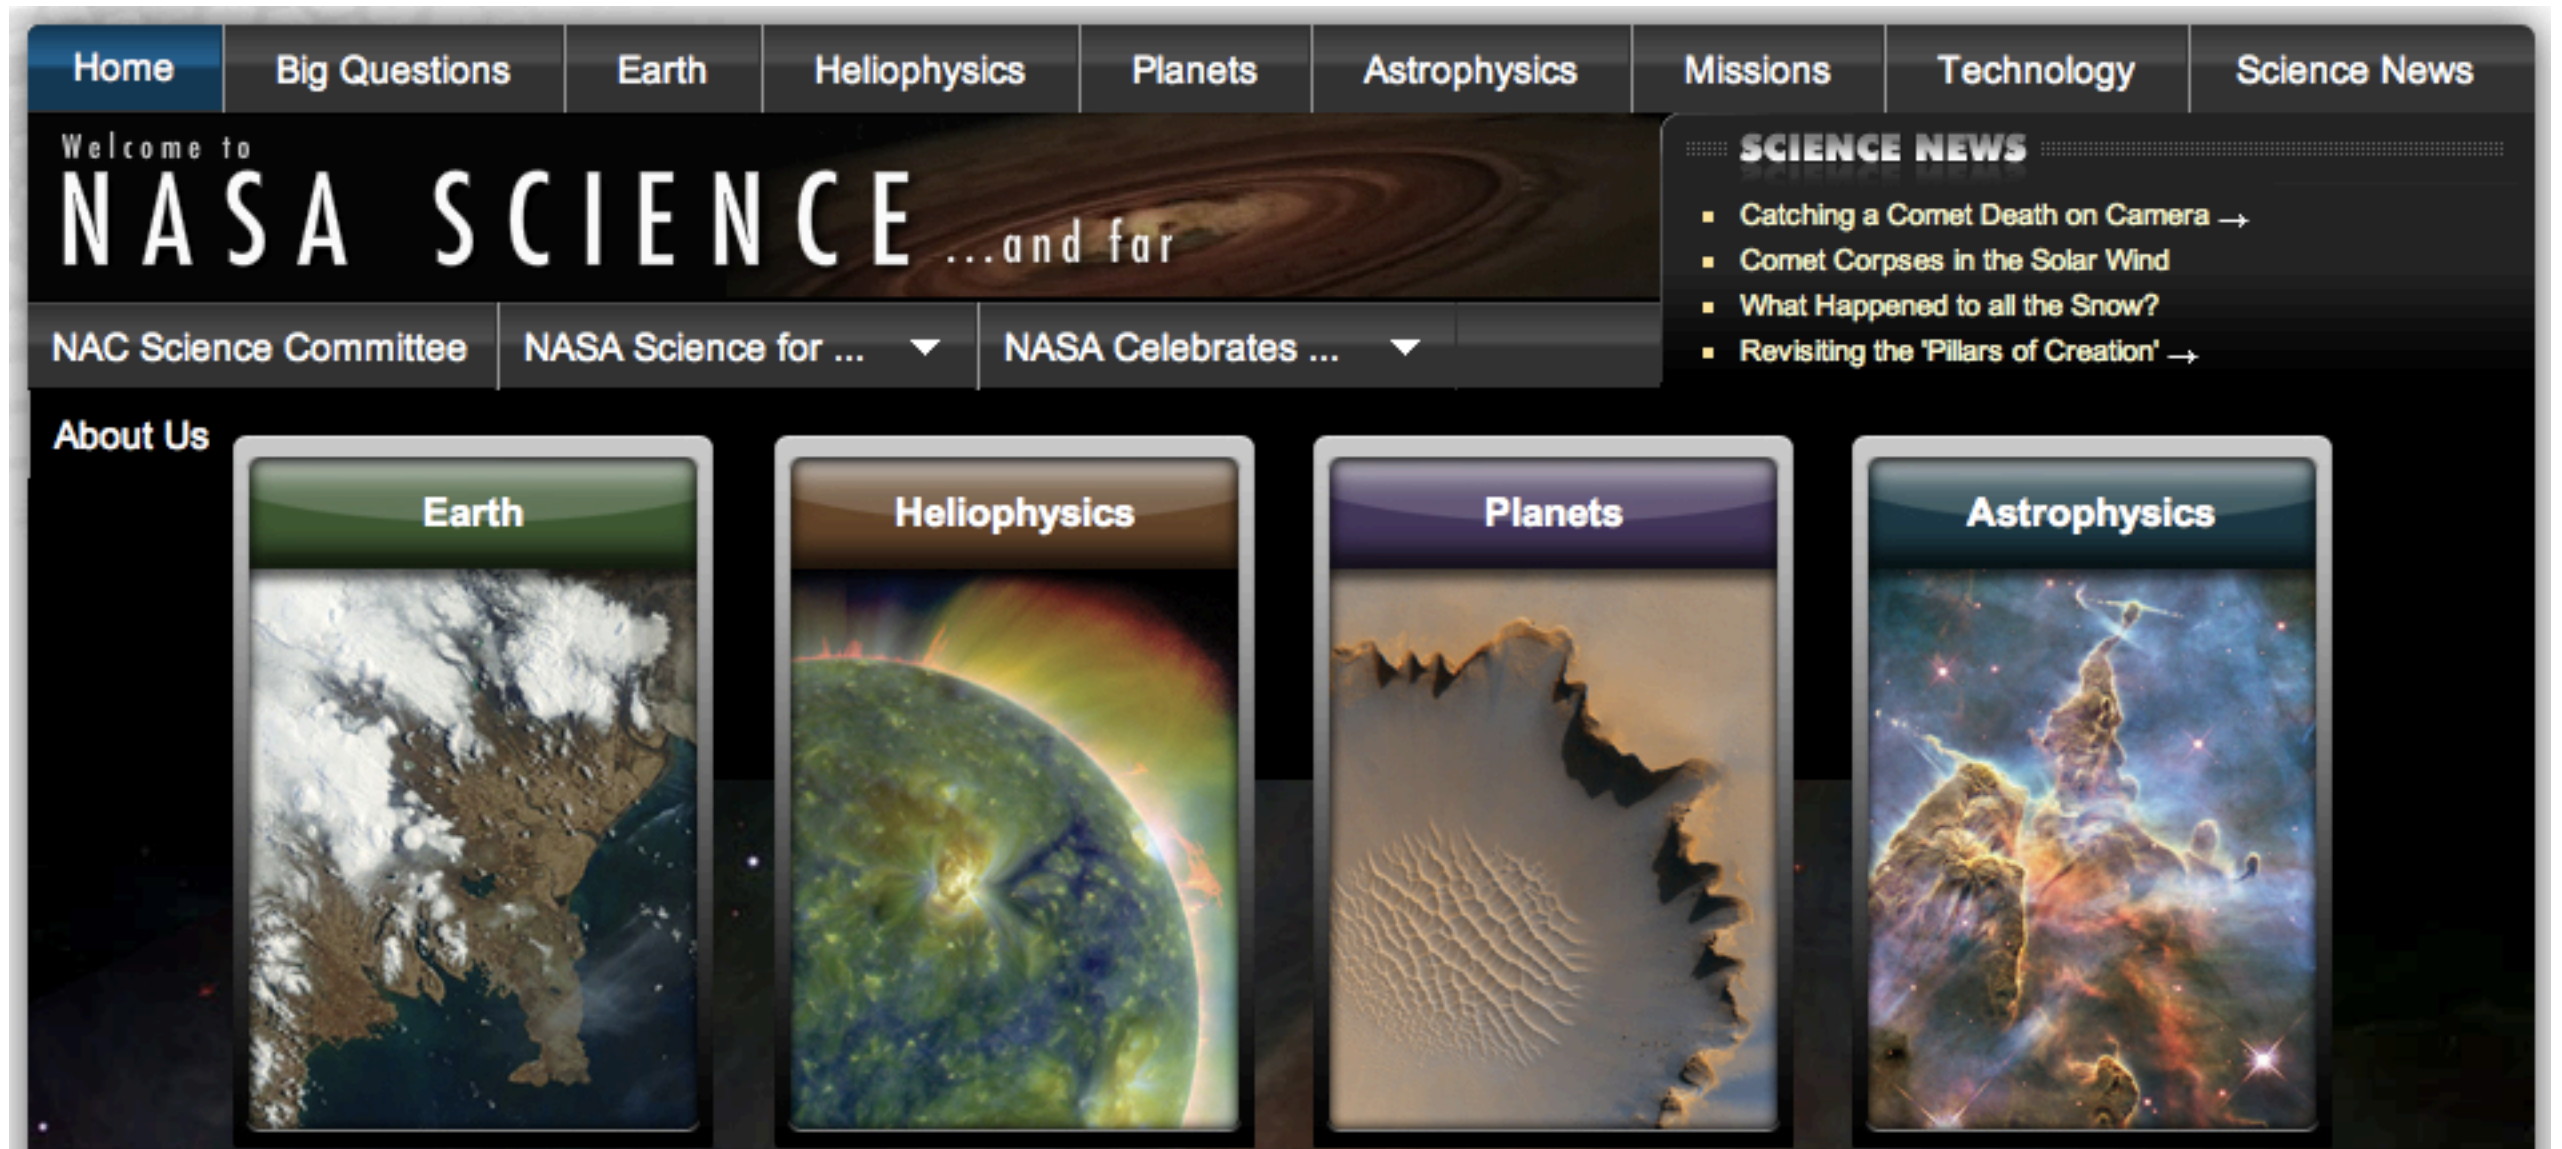 Home Big Questions Earth Heliophysics Planets Astrophysics Missions Technology Science News
Welcome to
NASA SCIENCE ...and far
SCIENCE NEWS
Catching a Comet Death on Camera →
Comet Corpses in the Solar Wind
What Happened to all the Snow?
Revisiting the 'Pillars of Creation' →
NAC Science Committee NASA Science for ... NASA Celebrates ...
About Us
Earth Heliophysics Planets Astrophysics